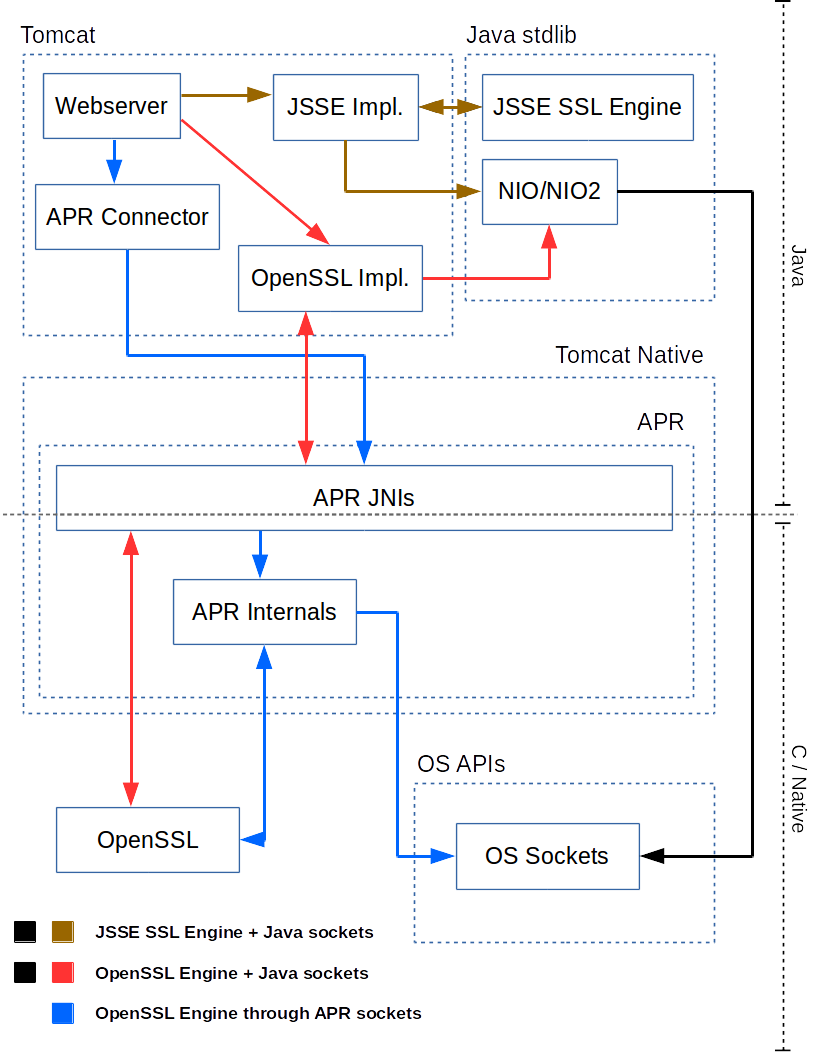 Tomcat
Java stdlib
Webserver
JSSE Impl.
JSSE SSL Engine
NIO/NIO2
APR Connector
OpenSSL Impl.
Java
Tomcat Native
APR
APR JNIs
APR Internals
OS APIs
C / Native
OpenSSL
OS Sockets
JSSE SSL Engine + Java sockets
OpenSSL Engine + Java sockets
OpenSSL Engine through APR sockets